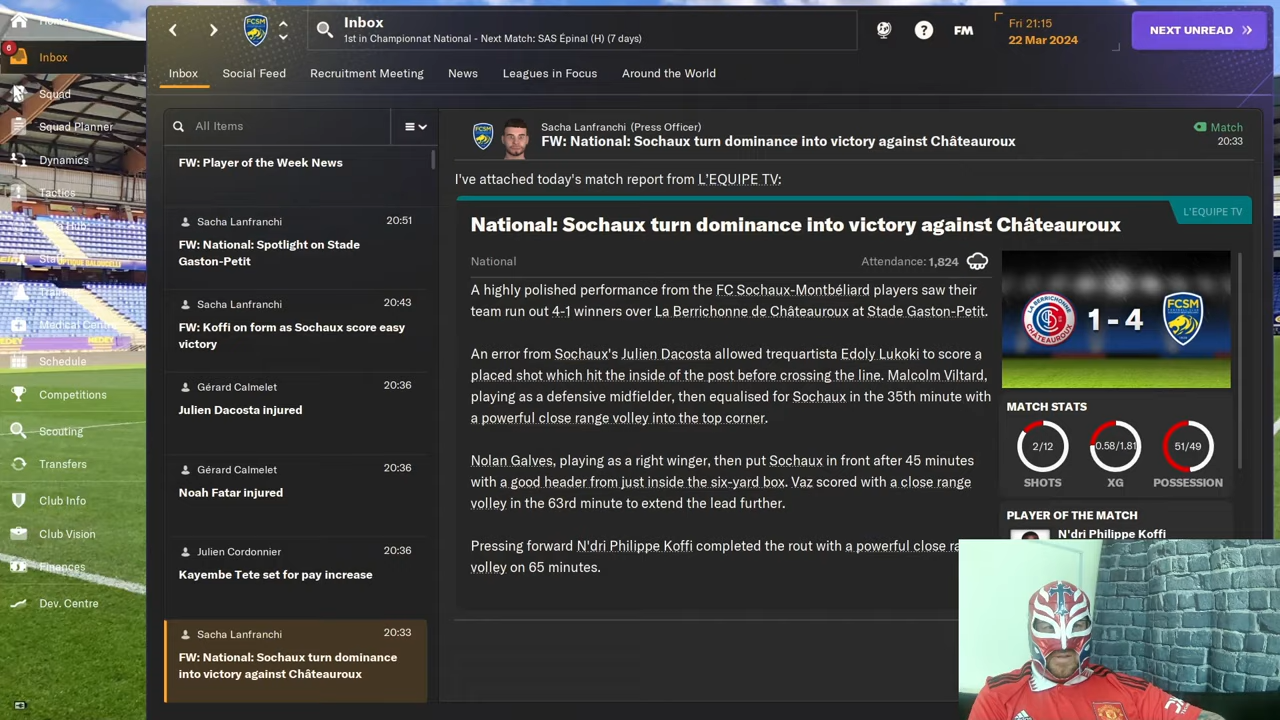 Home
6
Inbox
Squad
Squad Planner
Dynamics
Tactics
Medical Centre
Schedule
Competitions
Scouting
Transfers
Club Info
Club Vision
Finances
Dev. Centre
FCSM
Inbox
1st in Championnat National - Next Match: SAS Épinal (H) (7 days)
?
FM
Fri 21:15
22 Mar 2024
NEXT UNREAD
Inbox
Social Feed
Recruitment Meeting
News
Leagues in Focus
Around the World
All Items
FW: Player of the Week News
Sacha Lanfranchi
20:51
FW: National: Spotlight on Stade
Gaston-Petit
Sacha Lanfranchi
20:43
FW: Koffi on form as Sochaux score easy
victory
Gérard Calmelet
20:36
Julien Dacosta injured
Gérard Calmelet
20:36
Noah Fatar injured
Julien Cordonnier
20:36
Kayembe Tete set for pay increase
Sacha Lanfranchi
20:33
FW: National: Sochaux turn dominance
into victory against Châteauroux
FCSM
Sacha Lanfranchi (Press Officer)
FW: National: Sochaux turn dominance into victory against Châteauroux
Match
20:33
I've attached today's match report from L'EQUIPE TV:
L'EQUIPE TV
National: Sochaux turn dominance into victory against Châteauroux
National
Attendance: 1,824
A highly polished performance from the FC Sochaux-Montbéliard players saw their
team run out 4-1 winners over La Berrichonne de Châteauroux at Stade Gaston-Petit.
An error from Sochaux's Julien Dacosta allowed trequartista Edoly Lukoki to score a
placed shot which hit the inside of the post before crossing the line. Malcolm Viltard,
playing as a defensive midfielder, then equalised for Sochaux in the 35th minute with
a powerful close range volley into the top corner.
Nolan Galves, playing as a right winger, then put Sochaux in front after 45 minutes
with a good header from just inside the six-yard box. Vaz scored with a close range
volley in the 63rd minute to extend the lead further.
Pressing forward N'dri Philippe Koffi completed the rout with a powerful close ra
volley on 65 minutes.
1 - 4
FCSM
MATCH STATS
2/12
0.58/1.81
51/49
SHOTS
XG
POSSESSION
PLAYER OF THE MATCH
N'dri Philippe Koffi